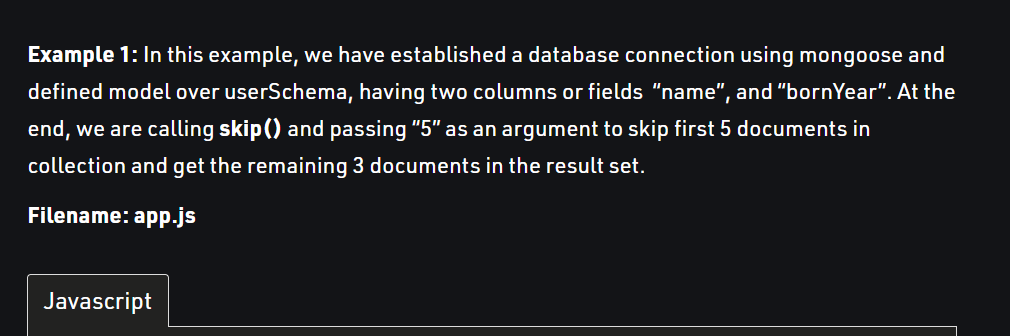 Example 1: In this example, we have established a database connection using mongoose and
defined model over userSchema, having two columns or fields  “name”, and “bornYear”. At the
end, we are calling skip() and passing “5” as an argument to skip first 5 documents in
collection and get the remaining 3 documents in the result set.
Filename: app.js
Javascript